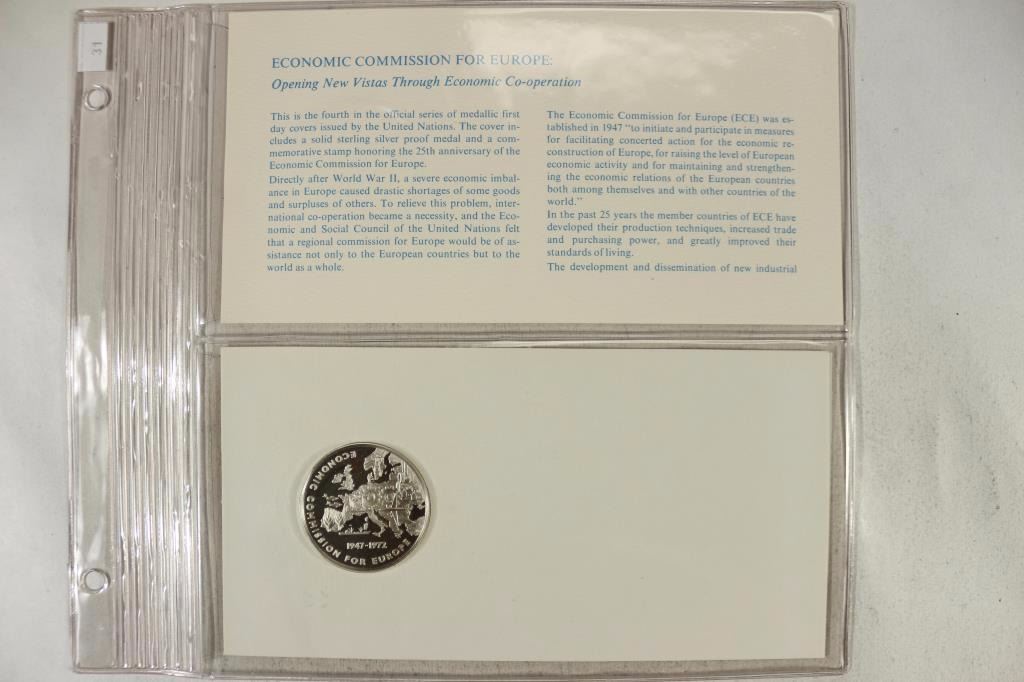 31
ECONOMIC COMMISSION FOR EUROPE:
Opening New Vistas Through Economic Co-operation
This is the fourth in the official series of medallic first
day covers issued by the United Nations. The cover in-
cludes a solid sterling silver proof medal and a com-
memorative stamp honoring the 25th anniversary of the
Economic Commission for Europe.
Directly after World War II, a severe economic imbal-
ance in Europe caused drastic shortages of some goods
and surpluses of others. To relieve this problem, inter-
national co-operation became a necessity, and the Eco-
nomic and Social Council of the United Nations felt
that a regional commission for Europe would be of as-
sistance not only to the European countries but to the
world as a whole.
The Economic Commission for Europe (ECE) was es-
tablished in 1947 “to initiate and participate in measures
for facilitating concerted action for the economic re-
construction of Europe, for raising the level of European
economic activity and for maintaining and strengthen-
ing the economic relations of the European countries
both among themselves and with other countries of the
world.”
In the past 25 years the member countries of ECE have
developed their production techniques, increased trade
and purchasing power, and greatly improved their
standards of living.
The development and dissemination of new industrial
ECONOMIC COMMISSION FOR EUROPE
1947-1972